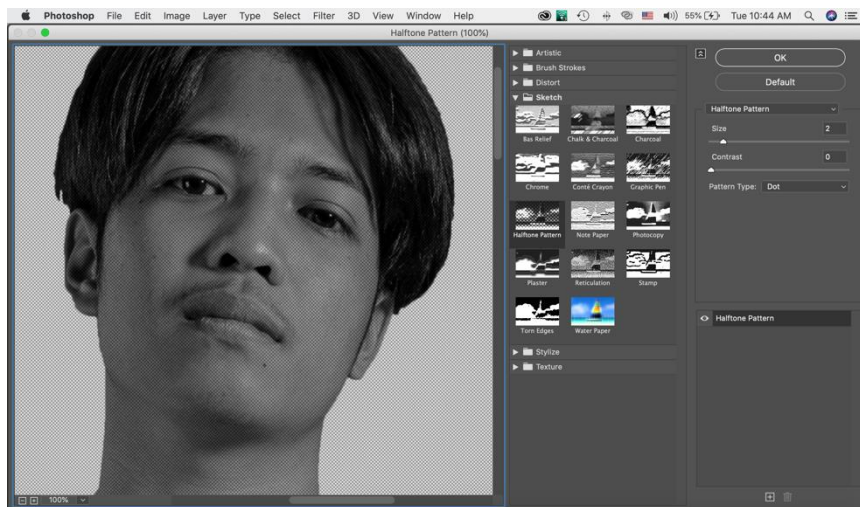 Photoshop File Edit Image Layer Type Select Filter 3D View Window Help 55% Tue 10:44 AM
Halftone Pattern (100%)
Artistic
Brush Strokes
Distort
Sketch
Bas Relief Chalk & Charcoal Charcoal
Chrome Conté Crayon Graphic Pen
Halftone Pattern Note Paper Photocopy
Plaster Reticulation Stamp
Torn Edges Water Paper
Stylize
Texture
OK
Default
Halftone Pattern
Size 2
Contrast 0
Pattern Type: Dot
Halftone Pattern
100%